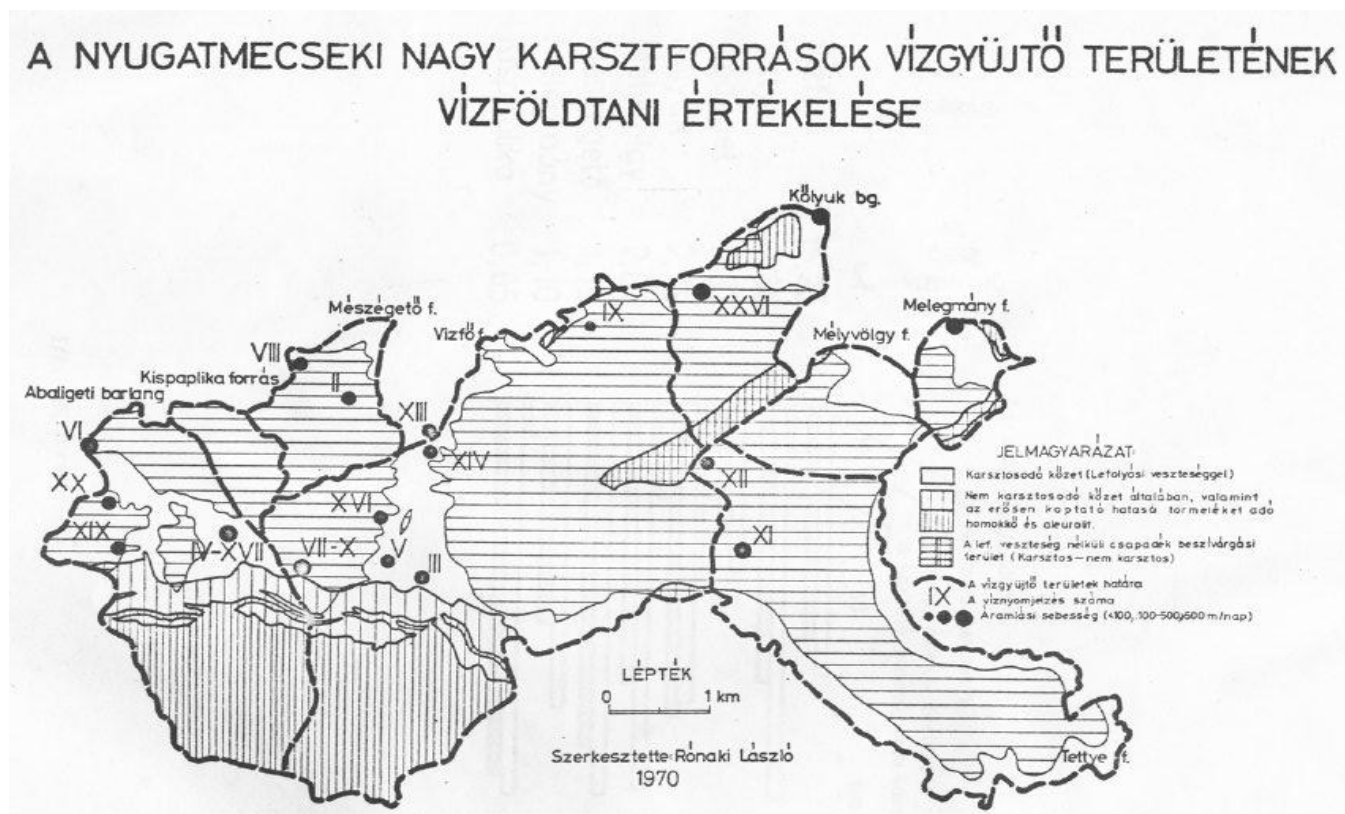 A NYUGATMECSEKI NAGY KARSZTFORRÁSOK VÍZGYÜJTŐ TERÜLETÉNEK
VÍZFÖLDTANI ÉRTÉKELÉSE
Kőlyuk bg.
Mészégető f.
Vízfő f.
IX
XXVI
Melegmány f.
Mélyvölgy f.
VIII
Kispaplika forrás
II
Abaligeti barlang
XIII
VI
XIV
XII
XX
XVI
XIX
IV-XVII
VII-X
V
III
XI
JELMAGYARÁZAT:
Karsztosodó kőzet (Lefolyási veszteséggel)
Nem karsztosodó kőzet általában, valamint
az erősen koptató hatású törmeléket adó
homokkő és aleurolit.
A lef. veszteség nélküli csapadék beszivárgási
terület (Karsztos - nem karsztos)
A vízgyüjtő területek határa
IX A víznyomjelzés száma
Áramlási sebesség (<100, 100-500, >500 m/nap)
LÉPTÉK
0 1 km
Szerkesztette: Rónaki László
1970
Tettye f.